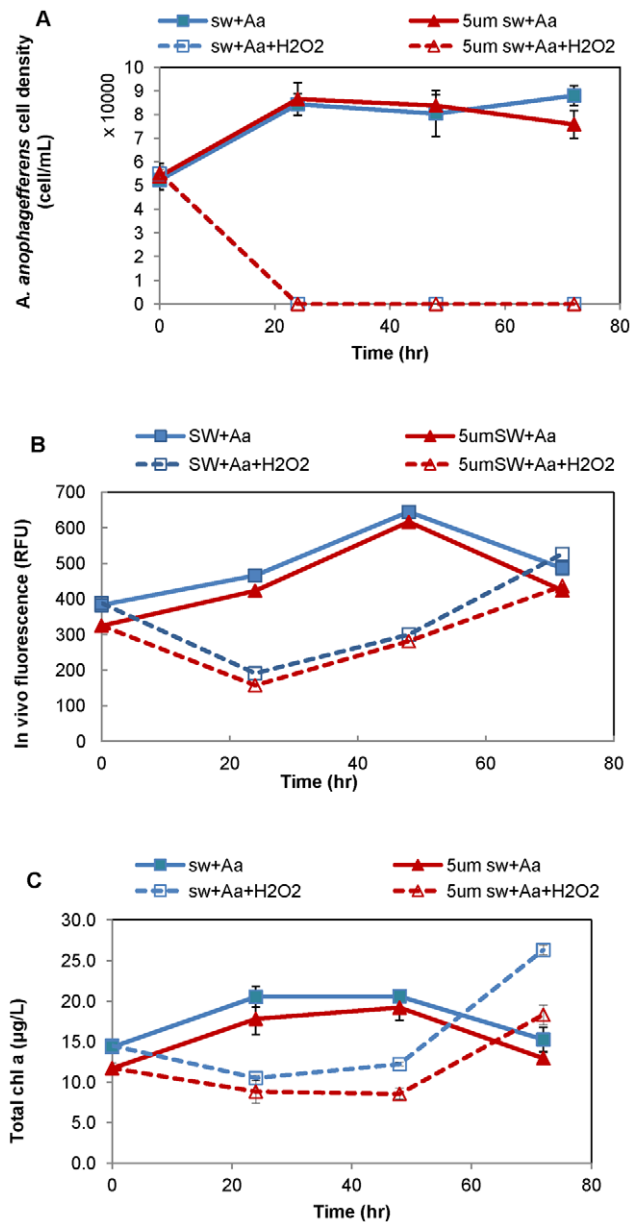 A
sw+Aa 5um sw+Aa
sw+Aa+H2O2 5um sw+Aa+H2O2
A. anophagefferens cell density
(cell/mL)
x 10000
10
9
8
7
6
5
4
3
2
1
0
0 20 40 60 80
Time (hr)
B
SW+Aa 5umSW+Aa
SW+Aa+H2O2 5umSW+Aa+H2O2
In vivo fluorescence (RFU)
700
600
500
400
300
200
100
0
0 20 40 60 80
Time (hr)
C
sw+Aa 5um sw+Aa
sw+Aa+H2O2 5um sw+Aa+H2O2
Total chl a (µg/L)
30.0
25.0
20.0
15.0
10.0
5.0
0.0
0 20 40 60 80
Time (hr)